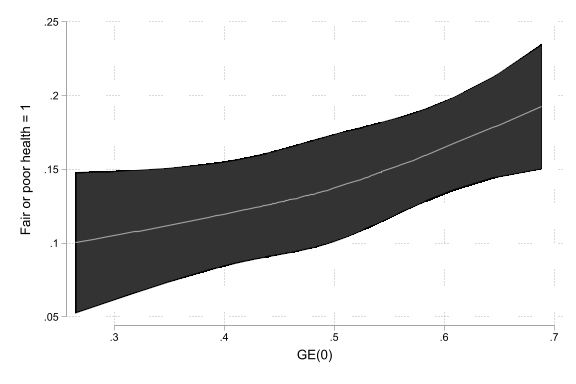 .25
.2
.15
.1
.05
Fair or poor health = 1
.3 .4 .5 .6 .7
GE(0)